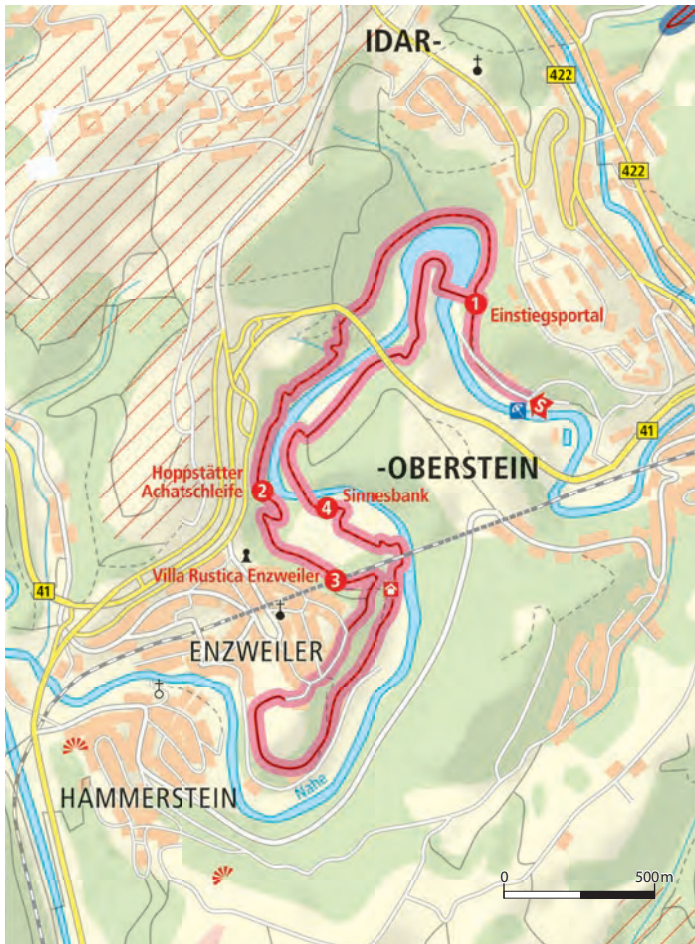 IDAR-
422
422
1
Einstiegsportal
S
41
-OBERSTEIN
Hoppstätter
Achatschleife
2
Sinnesbank
4
Villa Rustica Enzweiler
3
41
ENZWEILER
Nahe
HAMMERSTEIN
0
500 m